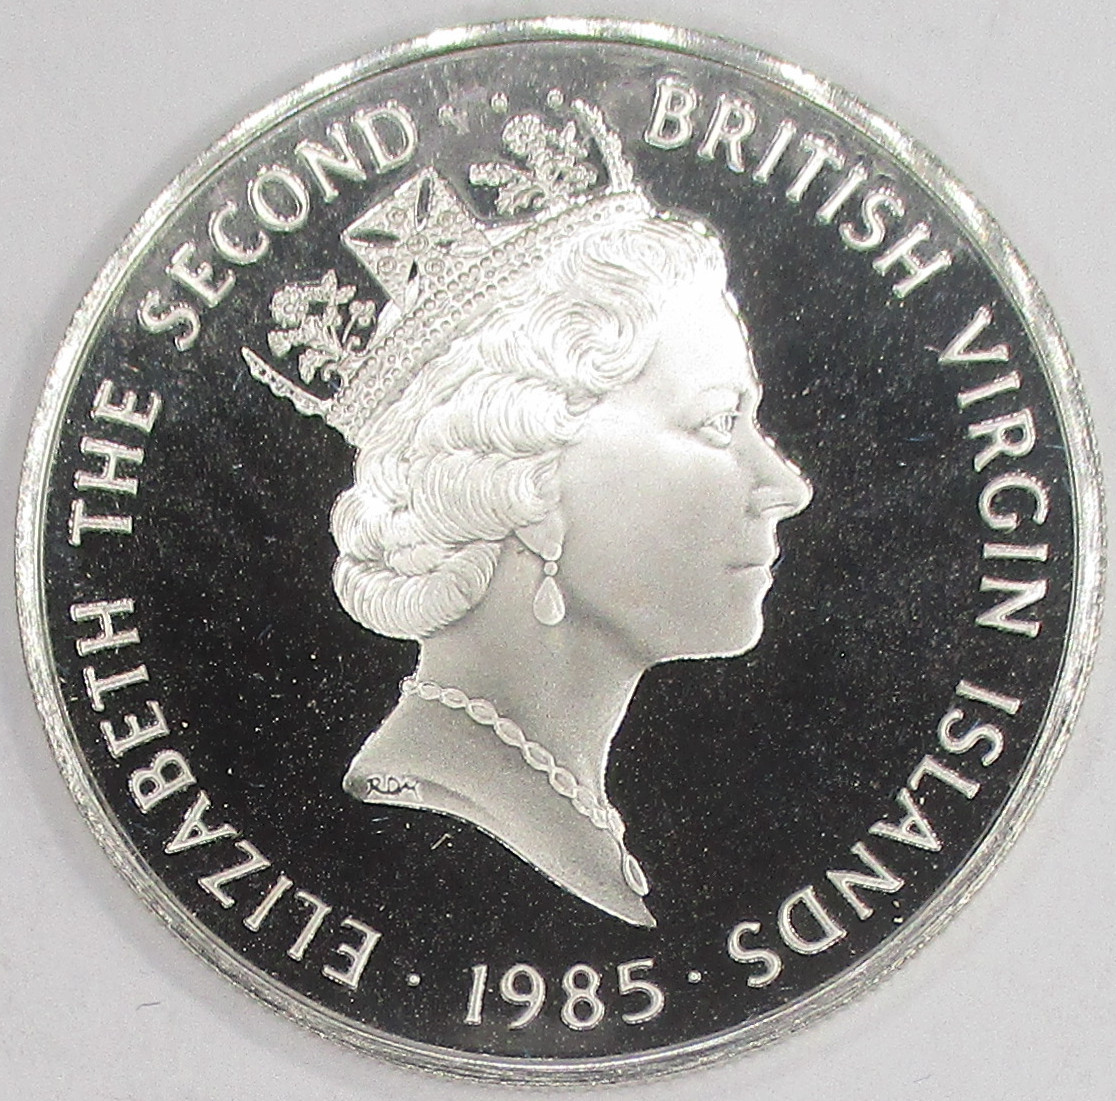 ELIZABETH THE SECOND · BRITISH VIRGIN ISLANDS
· 1985 ·
RDM